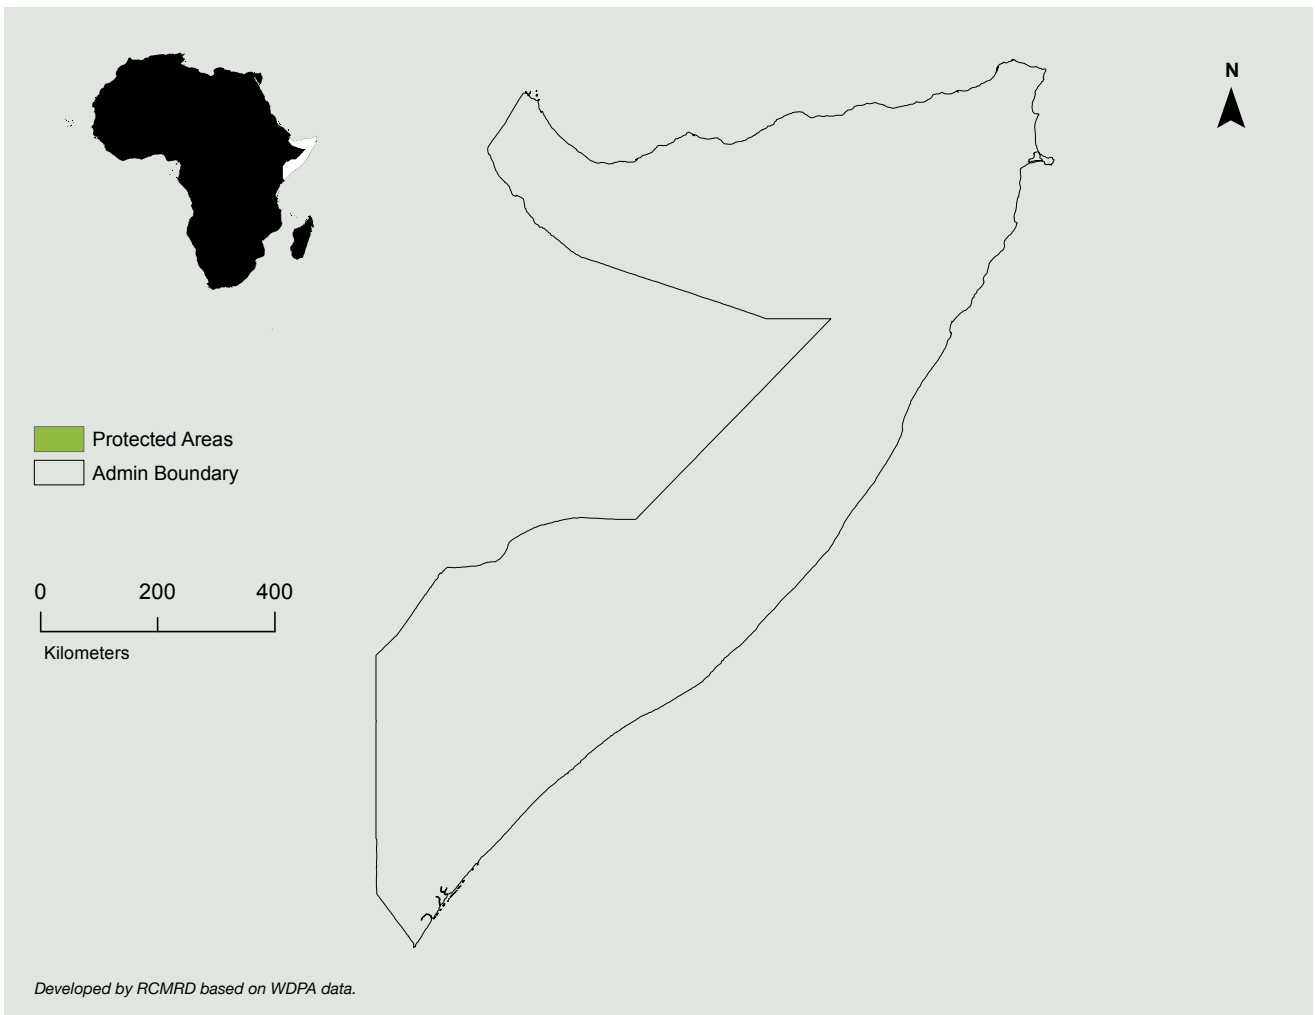 N
Protected Areas
Admin Boundary
0 200 400
Kilometers
Developed by RCMRD based on WDPA data.